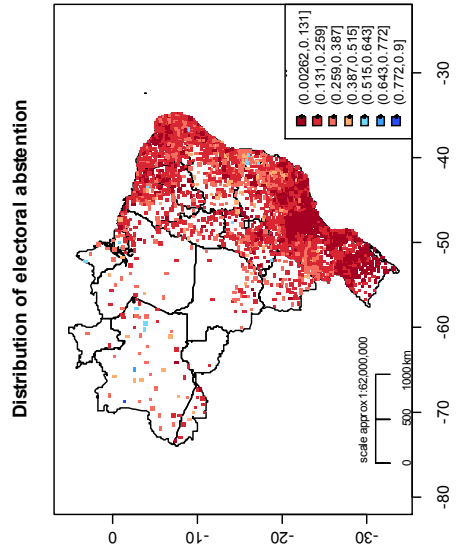 Distribution of electoral abstention
(0.00262,0.131]
(0.131,0.259]
(0.259,0.387]
(0.387,0.515]
(0.515,0.643]
(0.643,0.772]
(0.772,0.9]
scale approx 1:62,000,000
0 500 1000 km
0
-10
-20
-30
-80 -70 -60 -50 -40 -30 -20